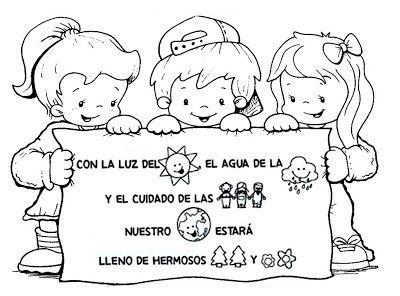 CON LA LUZ DEL EL AGUA DE LA
Y EL CUIDADO DE LAS
NUESTRO ESTARÁ
LLENO DE HERMOSOS Y